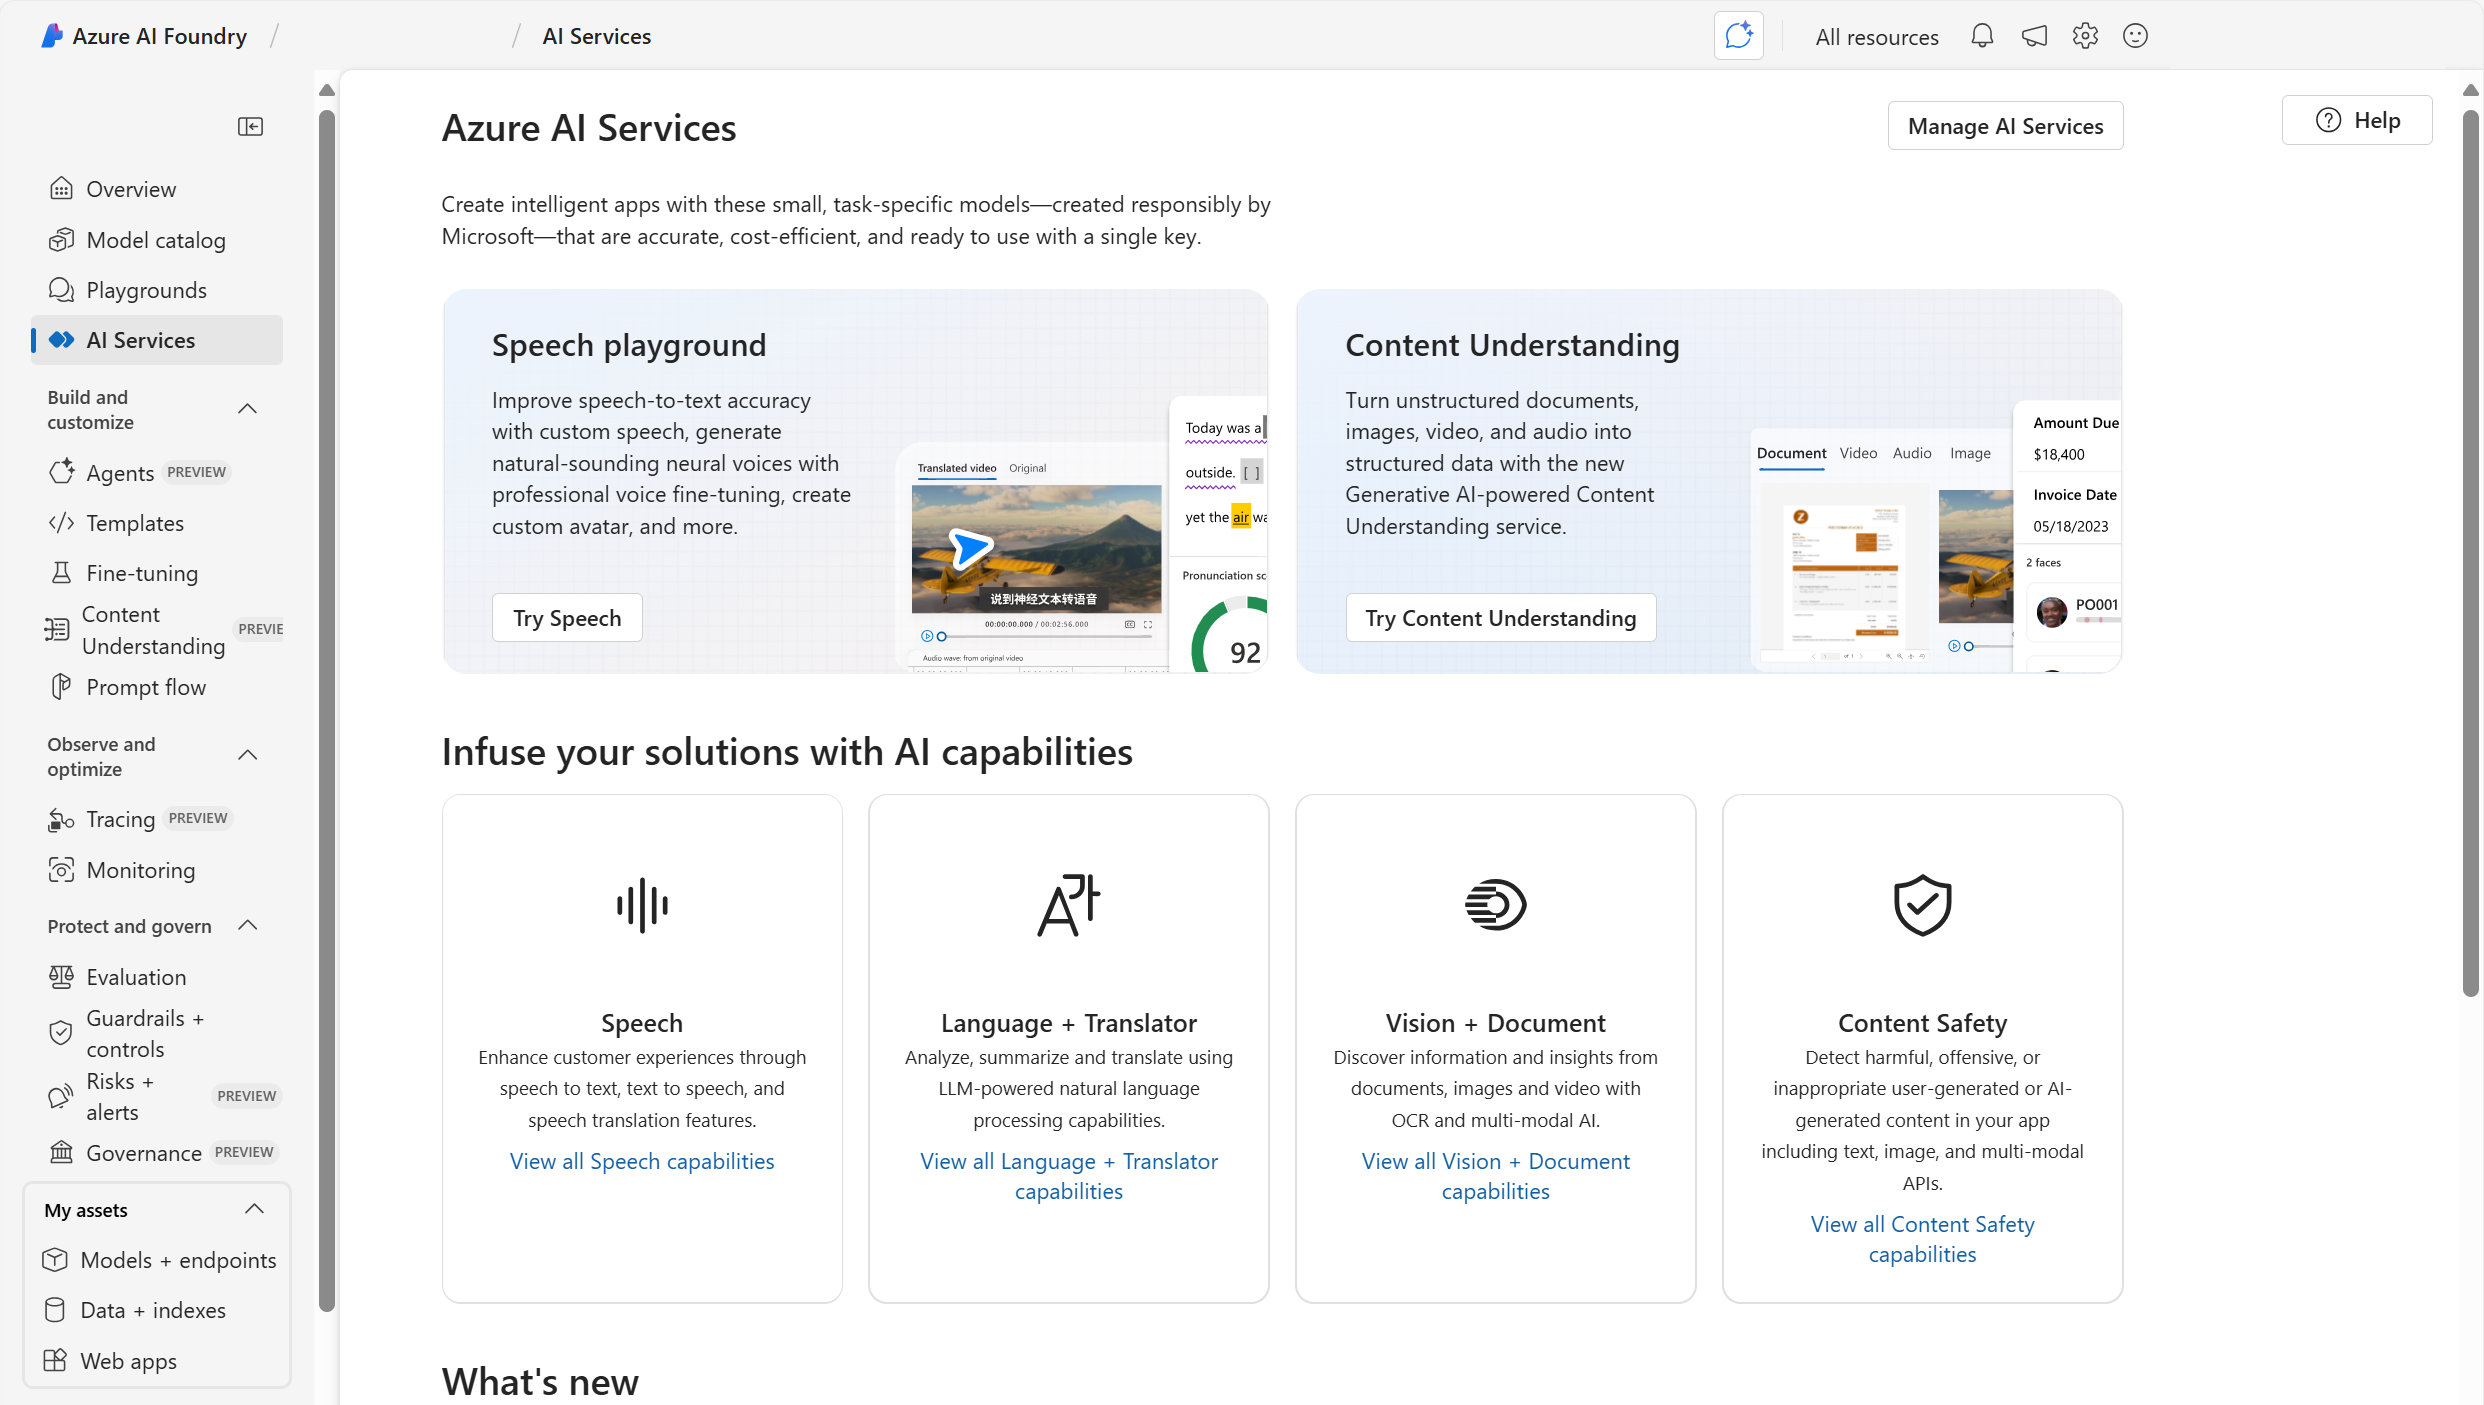 Azure AI Foundry / / AI Services
All resources
Help
Overview
Model catalog
Playgrounds
AI Services
Build and
customize
Agents PREVIEW
Templates
Fine-tuning
Content
Understanding PREVIE
Prompt flow
Observe and
optimize
Tracing PREVIEW
Monitoring
Protect and govern
Evaluation
Guardrails +
controls
Risks +
alerts PREVIEW
Governance PREVIEW
My assets
Models + endpoints
Data + indexes
Web apps
Azure AI Services
Manage AI Services
Create intelligent apps with these small, task-specific models—created responsibly by
Microsoft—that are accurate, cost-efficient, and ready to use with a single key.
Speech playground
Improve speech-to-text accuracy
with custom speech, generate
natural-sounding neural voices with
professional voice fine-tuning, create
custom avatar, and more.
Try Speech
Translated video Original
说到神经文本转语音
00:00:00.000 / 00:02:56.000
Audio wave: from original video
Today was a
outside. [ ]
yet the air wa
Pronunciation sc
92
Content Understanding
Turn unstructured documents,
images, video, and audio into
structured data with the new
Generative AI-powered Content
Understanding service.
Try Content Understanding
Document Video Audio Image
Amount Due
$18,400
Invoice Date
05/18/2023
2 faces
PO001
Infuse your solutions with AI capabilities
Speech
Enhance customer experiences through
speech to text, text to speech, and
speech translation features.
View all Speech capabilities
Language + Translator
Analyze, summarize and translate using
LLM-powered natural language
processing capabilities.
View all Language + Translator
capabilities
Vision + Document
Discover information and insights from
documents, images and video with
OCR and multi-modal AI.
View all Vision + Document
capabilities
Content Safety
Detect harmful, offensive, or
inappropriate user-generated or AI-
generated content in your app
including text, image, and multi-modal
APIs.
View all Content Safety
capabilities
What's new